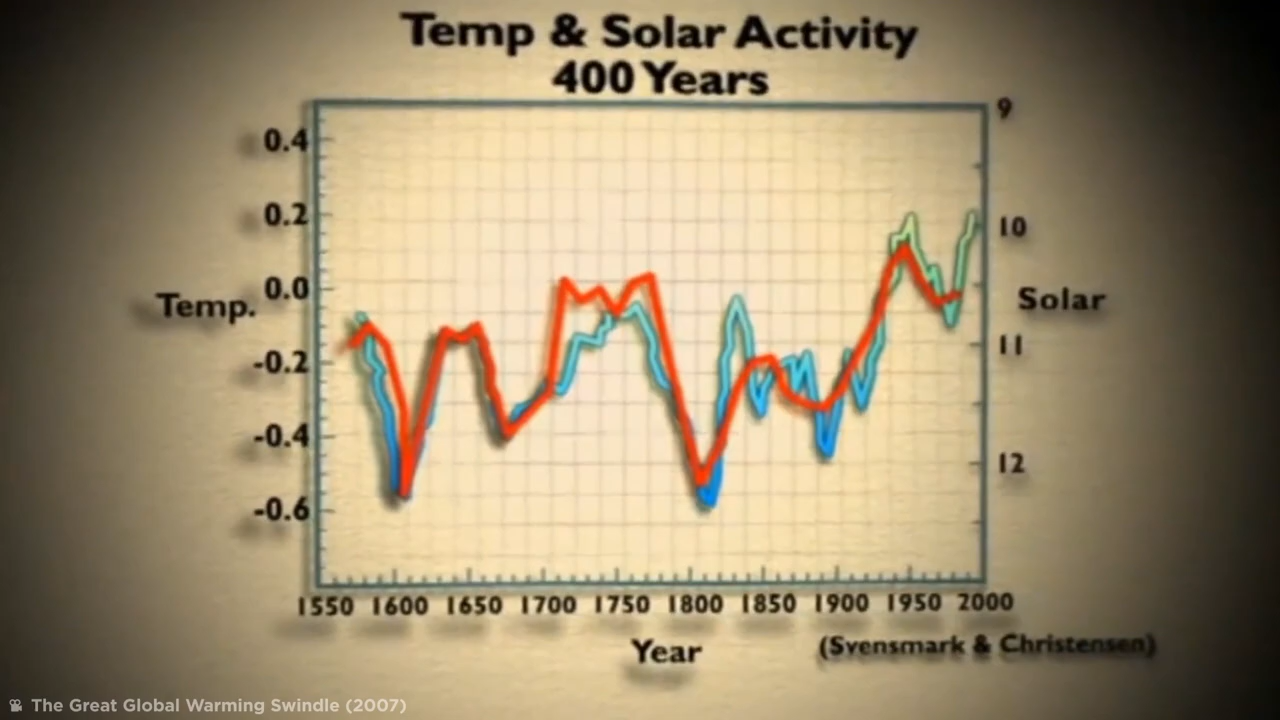 Temp & Solar Activity
400 Years
9
0.4
0.2
10
0.0
Temp.
Solar
11
-0.2
-0.4
12
-0.6
1550 1600 1650 1700 1750 1800 1850 1900 1950 2000
Year
(Svensmark & Christensen)
The Great Global Warming Swindle (2007)